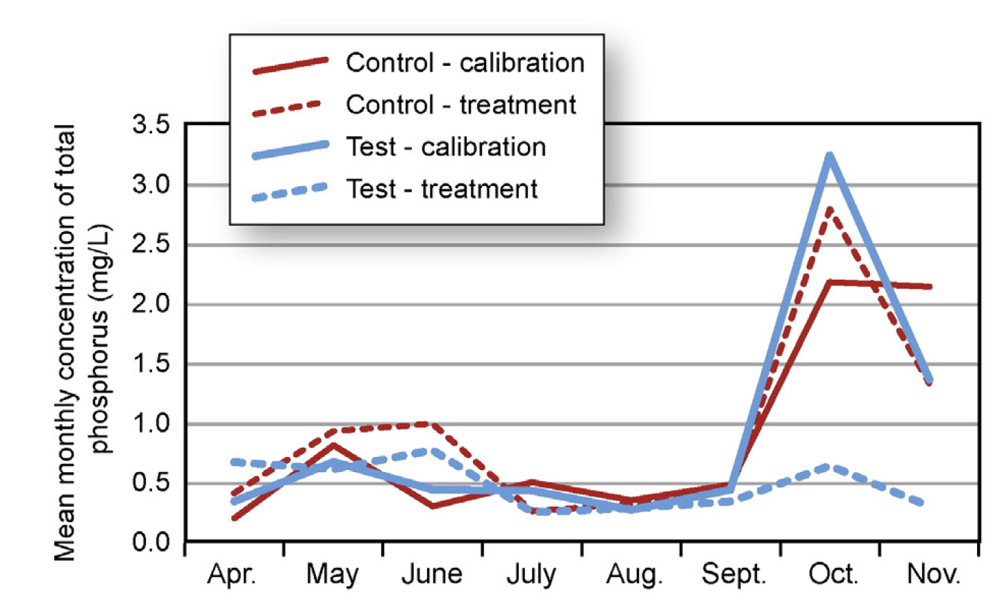 Control - calibration
Control - treatment
Test - calibration
Test - treatment
Mean monthly concentration of total
phosphorus (mg/L)
3.5
3.0
2.5
2.0
1.5
1.0
0.5
0.0
Apr. May June July Aug. Sept. Oct. Nov.